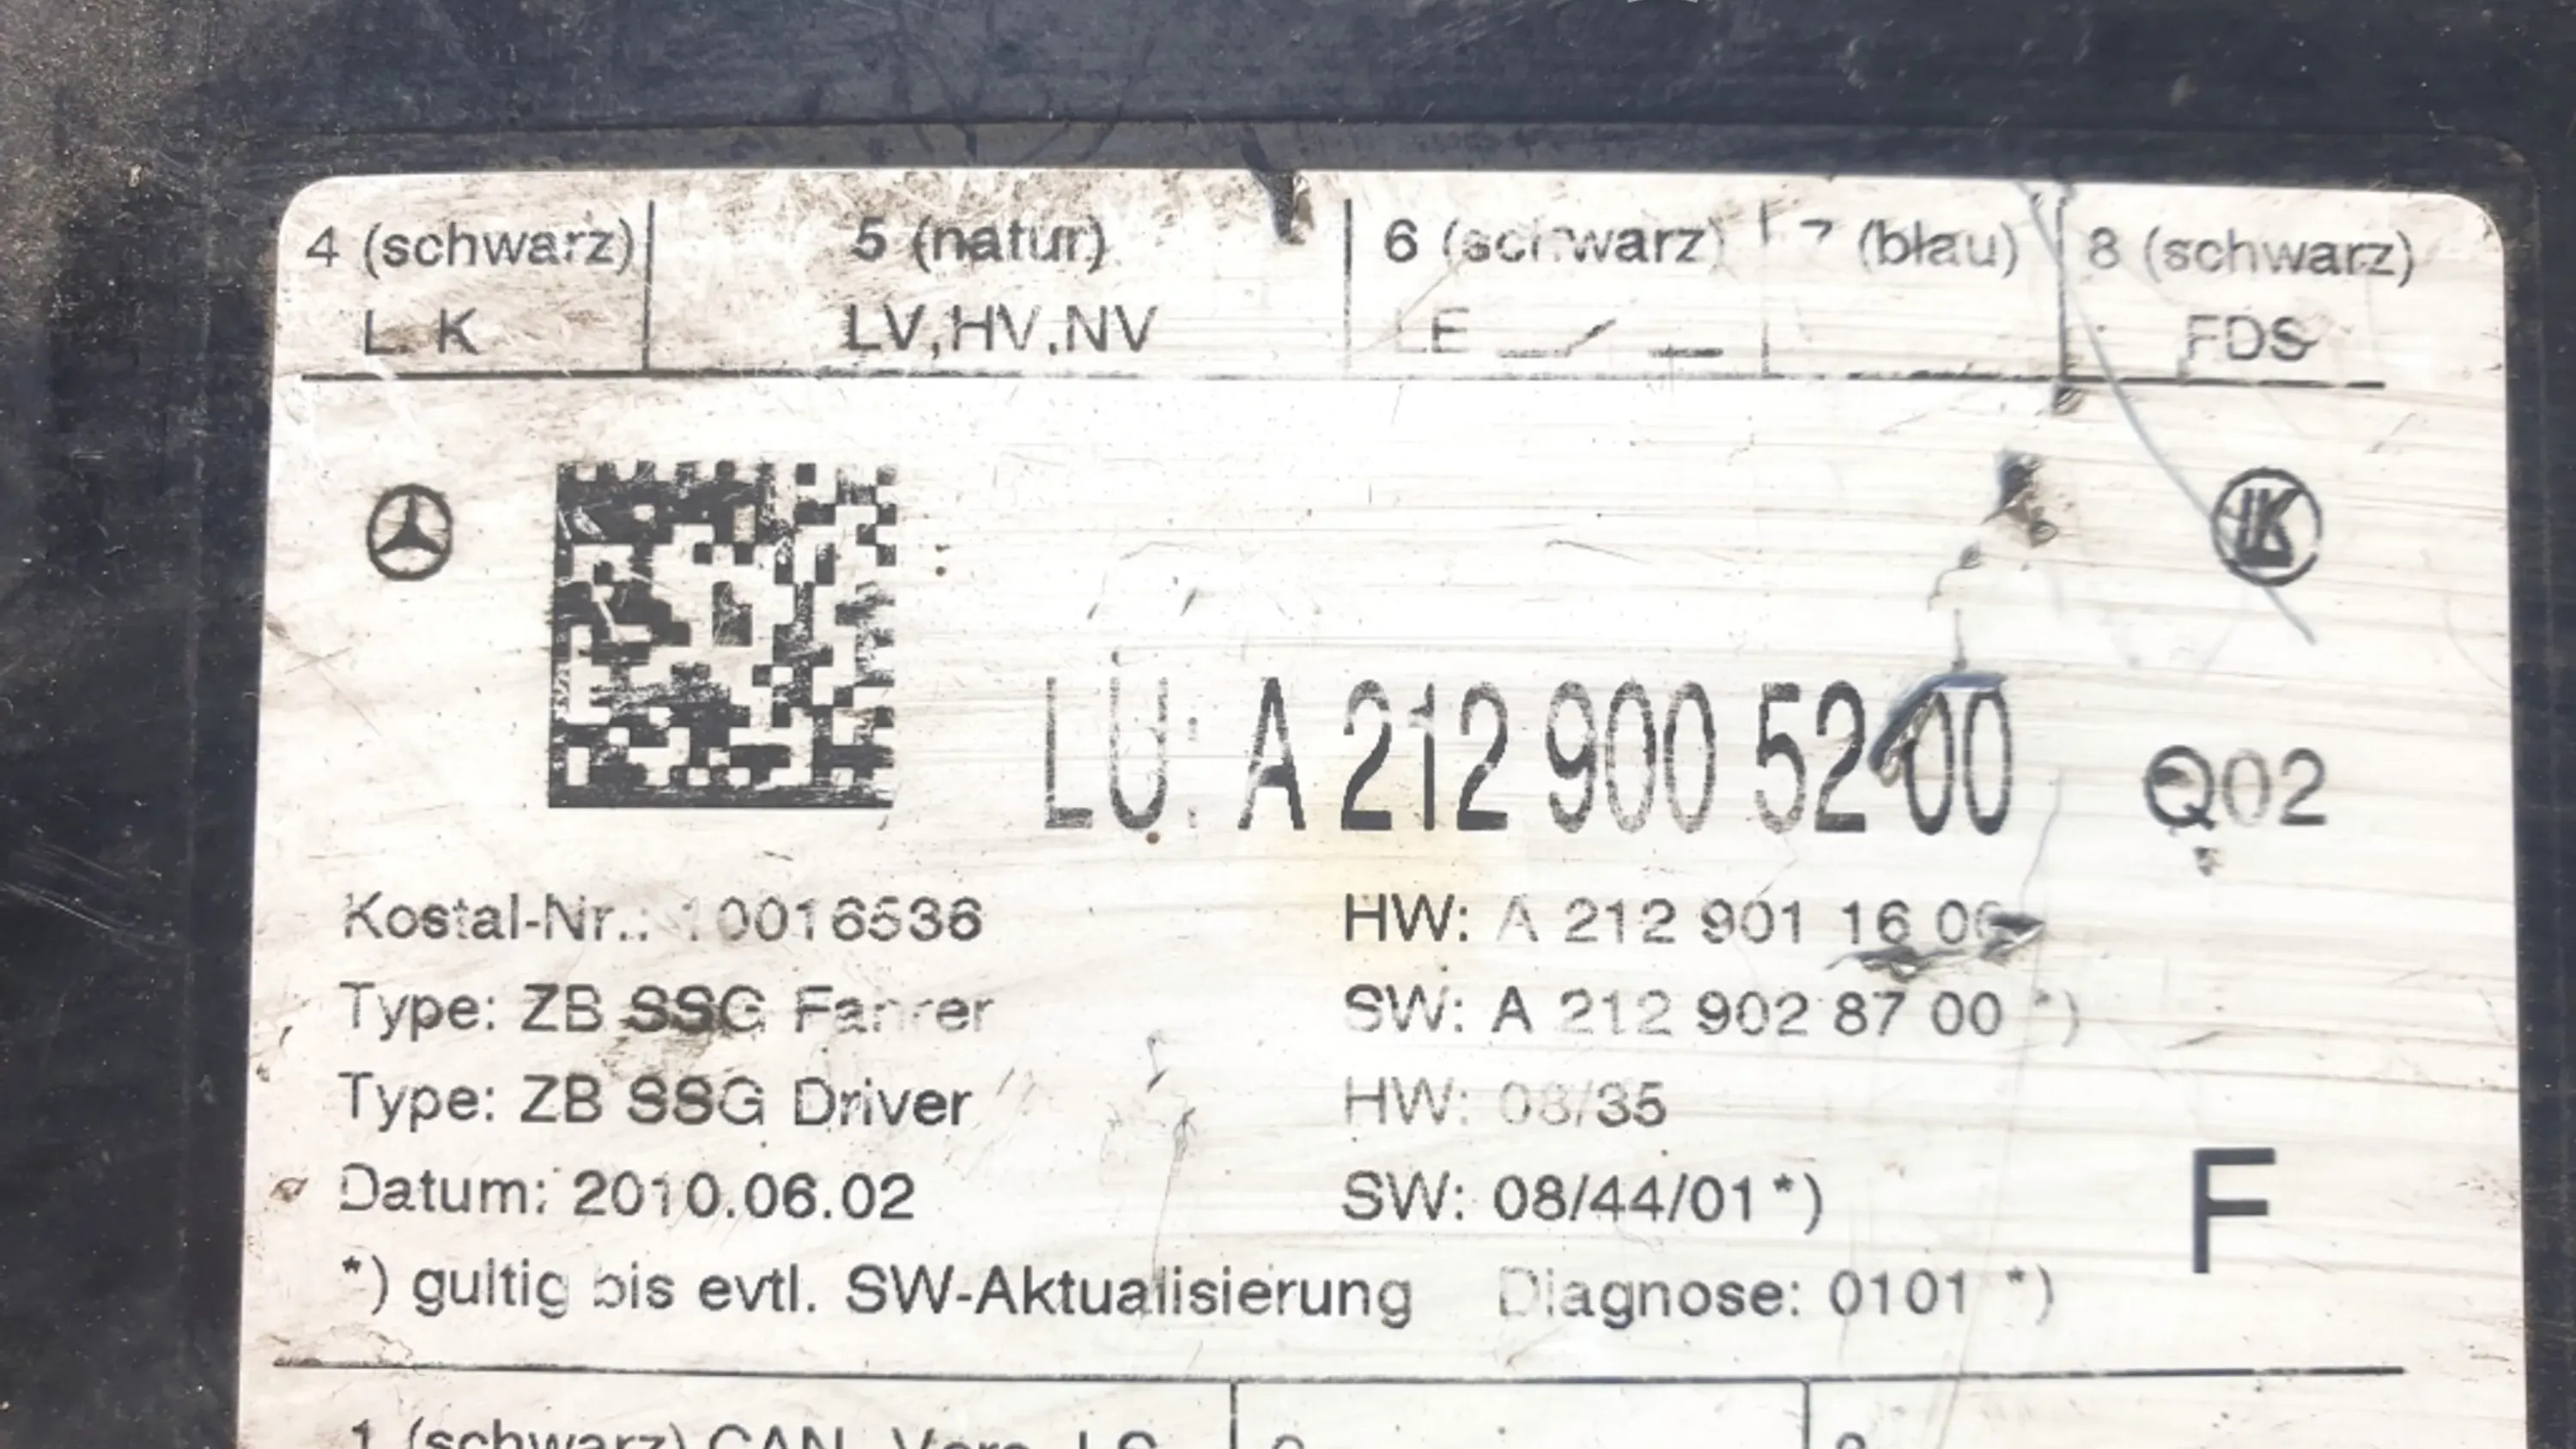 4 (schwarz) 5 (natur) 6 (schwarz) 7 (blau) 8 (schwarz)
L. K LV,HV,NV FDS
LU: A 212 900 52 00 Q02
Kostal-Nr.: 10016536 HW: A 212 901 16 00
Type: ZB SSG Fahrer SW: A 212 902 87 00 *)
Type: ZB SSG Driver HW: 08/35
Datum: 2010.06.02 SW: 08/44/01 *)
F
*) gultig bis evtl. SW-Aktualisierung Diagnose: 0101 *)
1 (schwarz) CAN,